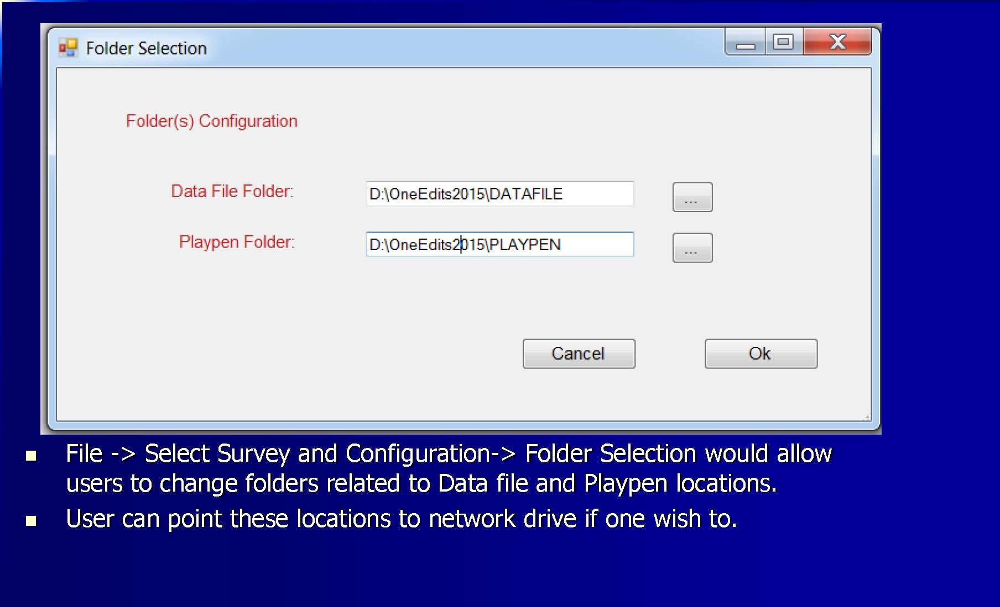 Folder Selection
Folder(s) Configuration
Data File Folder: D:\OneEdits2015\DATAFILE ...
Playpen Folder: D:\OneEdits2015\PLAYPEN ...
Cancel Ok
File -> Select Survey and Configuration-> Folder Selection would allow
users to change folders related to Data file and Playpen locations.
User can point these locations to network drive if one wish to.